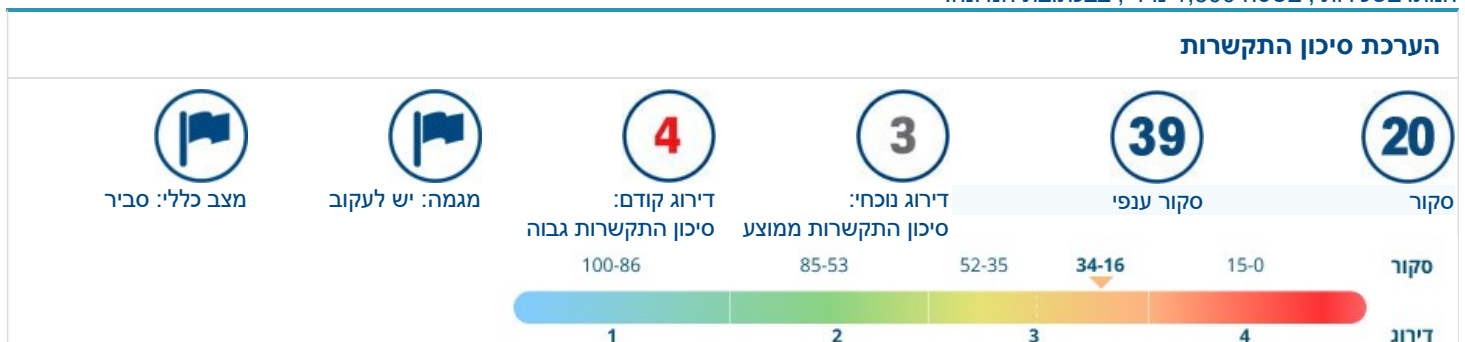 הערכת סיכון התקשרות
20 39 3 4
סקור סקור ענפי דירוג נוכחי: דירוג קודם: מגמה: יש לעקוב מצב כללי: סביר
סיכון התקשרות ממוצע סיכון התקשרות גבוה
סקור 15-0 34-16 52-35 85-53 100-86
דירוג 4 3 2 1